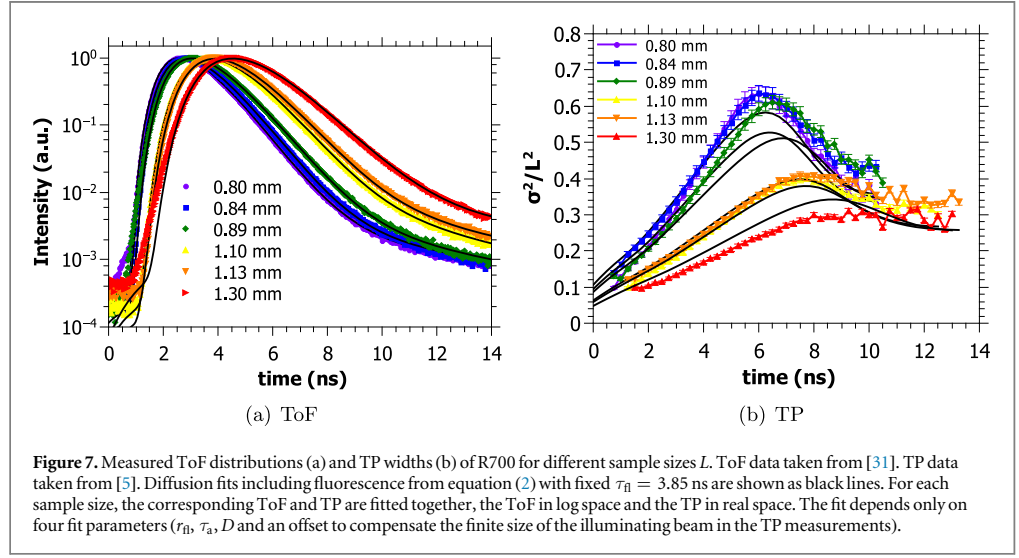 10⁰
10⁻¹
10⁻²
10⁻³
10⁻⁴
Intensity (a.u.)
0.80 mm
0.84 mm
0.89 mm
1.10 mm
1.13 mm
1.30 mm
0 2 4 6 8 10 12 14
time (ns)
(a) ToF
0.8
0.7
0.6
0.5
0.4
0.3
0.2
0.1
0
σ²/L²
0.80 mm
0.84 mm
0.89 mm
1.10 mm
1.13 mm
1.30 mm
0 2 4 6 8 10 12 14
time (ns)
(b) TP
Figure 7. Measured ToF distributions (a) and TP widths (b) of R700 for different sample sizes L. ToF data taken from [31]. TP data
taken from [5]. Diffusion fits including fluorescence from equation (2) with fixed τfl = 3.85 ns are shown as black lines. For each
sample size, the corresponding ToF and TP are fitted together, the ToF in log space and the TP in real space. The fit depends only on
four fit parameters (rfl, τa, D and an offset to compensate the finite size of the illuminating beam in the TP measurements).